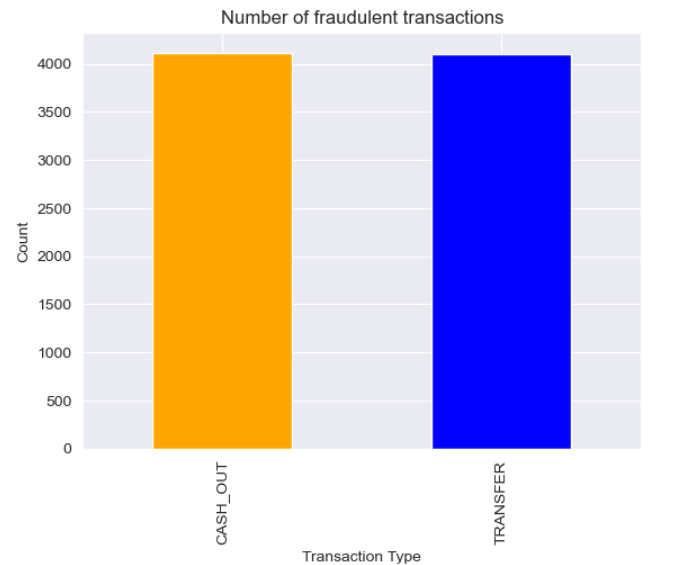 Number of fraudulent transactions
Count
4000
3500
3000
2500
2000
1500
1000
500
0
CASH_OUT
TRANSFER
Transaction Type